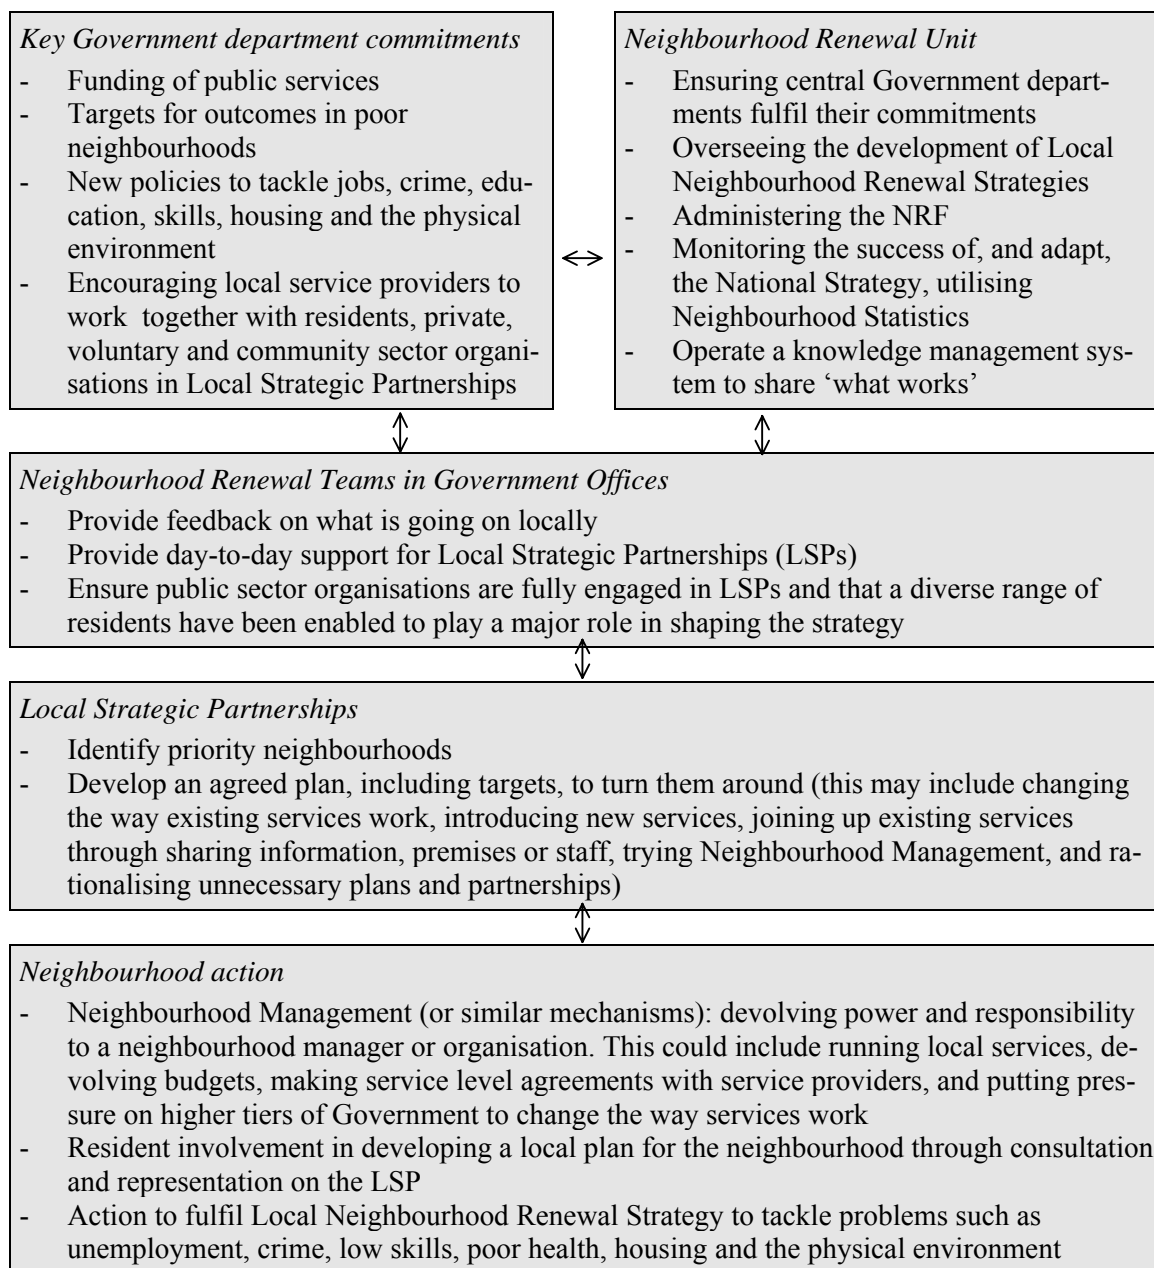 Key Government department commitments
- Funding of public services
- Targets for outcomes in poor
neighbourhoods
- New policies to tackle jobs, crime, edu-
cation, skills, housing and the physical
environment
- Encouraging local service providers to
work together with residents, private,
voluntary and community sector organi-
sations in Local Strategic Partnerships
Neighbourhood Renewal Unit
- Ensuring central Government depart-
ments fulfil their commitments
- Overseeing the development of Local
Neighbourhood Renewal Strategies
- Administering the NRF
- Monitoring the success of, and adapt,
the National Strategy, utilising
Neighbourhood Statistics
- Operate a knowledge management sys-
tem to share ‘what works’
Neighbourhood Renewal Teams in Government Offices
- Provide feedback on what is going on locally
- Provide day-to-day support for Local Strategic Partnerships (LSPs)
- Ensure public sector organisations are fully engaged in LSPs and that a diverse range of
residents have been enabled to play a major role in shaping the strategy
Local Strategic Partnerships
- Identify priority neighbourhoods
- Develop an agreed plan, including targets, to turn them around (this may include changing
the way existing services work, introducing new services, joining up existing services
through sharing information, premises or staff, trying Neighbourhood Management, and ra-
tionalising unnecessary plans and partnerships)
Neighbourhood action
- Neighbourhood Management (or similar mechanisms): devolving power and responsibility
to a neighbourhood manager or organisation. This could include running local services, de-
volving budgets, making service level agreements with service providers, and putting pres-
sure on higher tiers of Government to change the way services work
- Resident involvement in developing a local plan for the neighbourhood through consultation
and representation on the LSP
- Action to fulfil Local Neighbourhood Renewal Strategy to tackle problems such as
unemployment, crime, low skills, poor health, housing and the physical environment